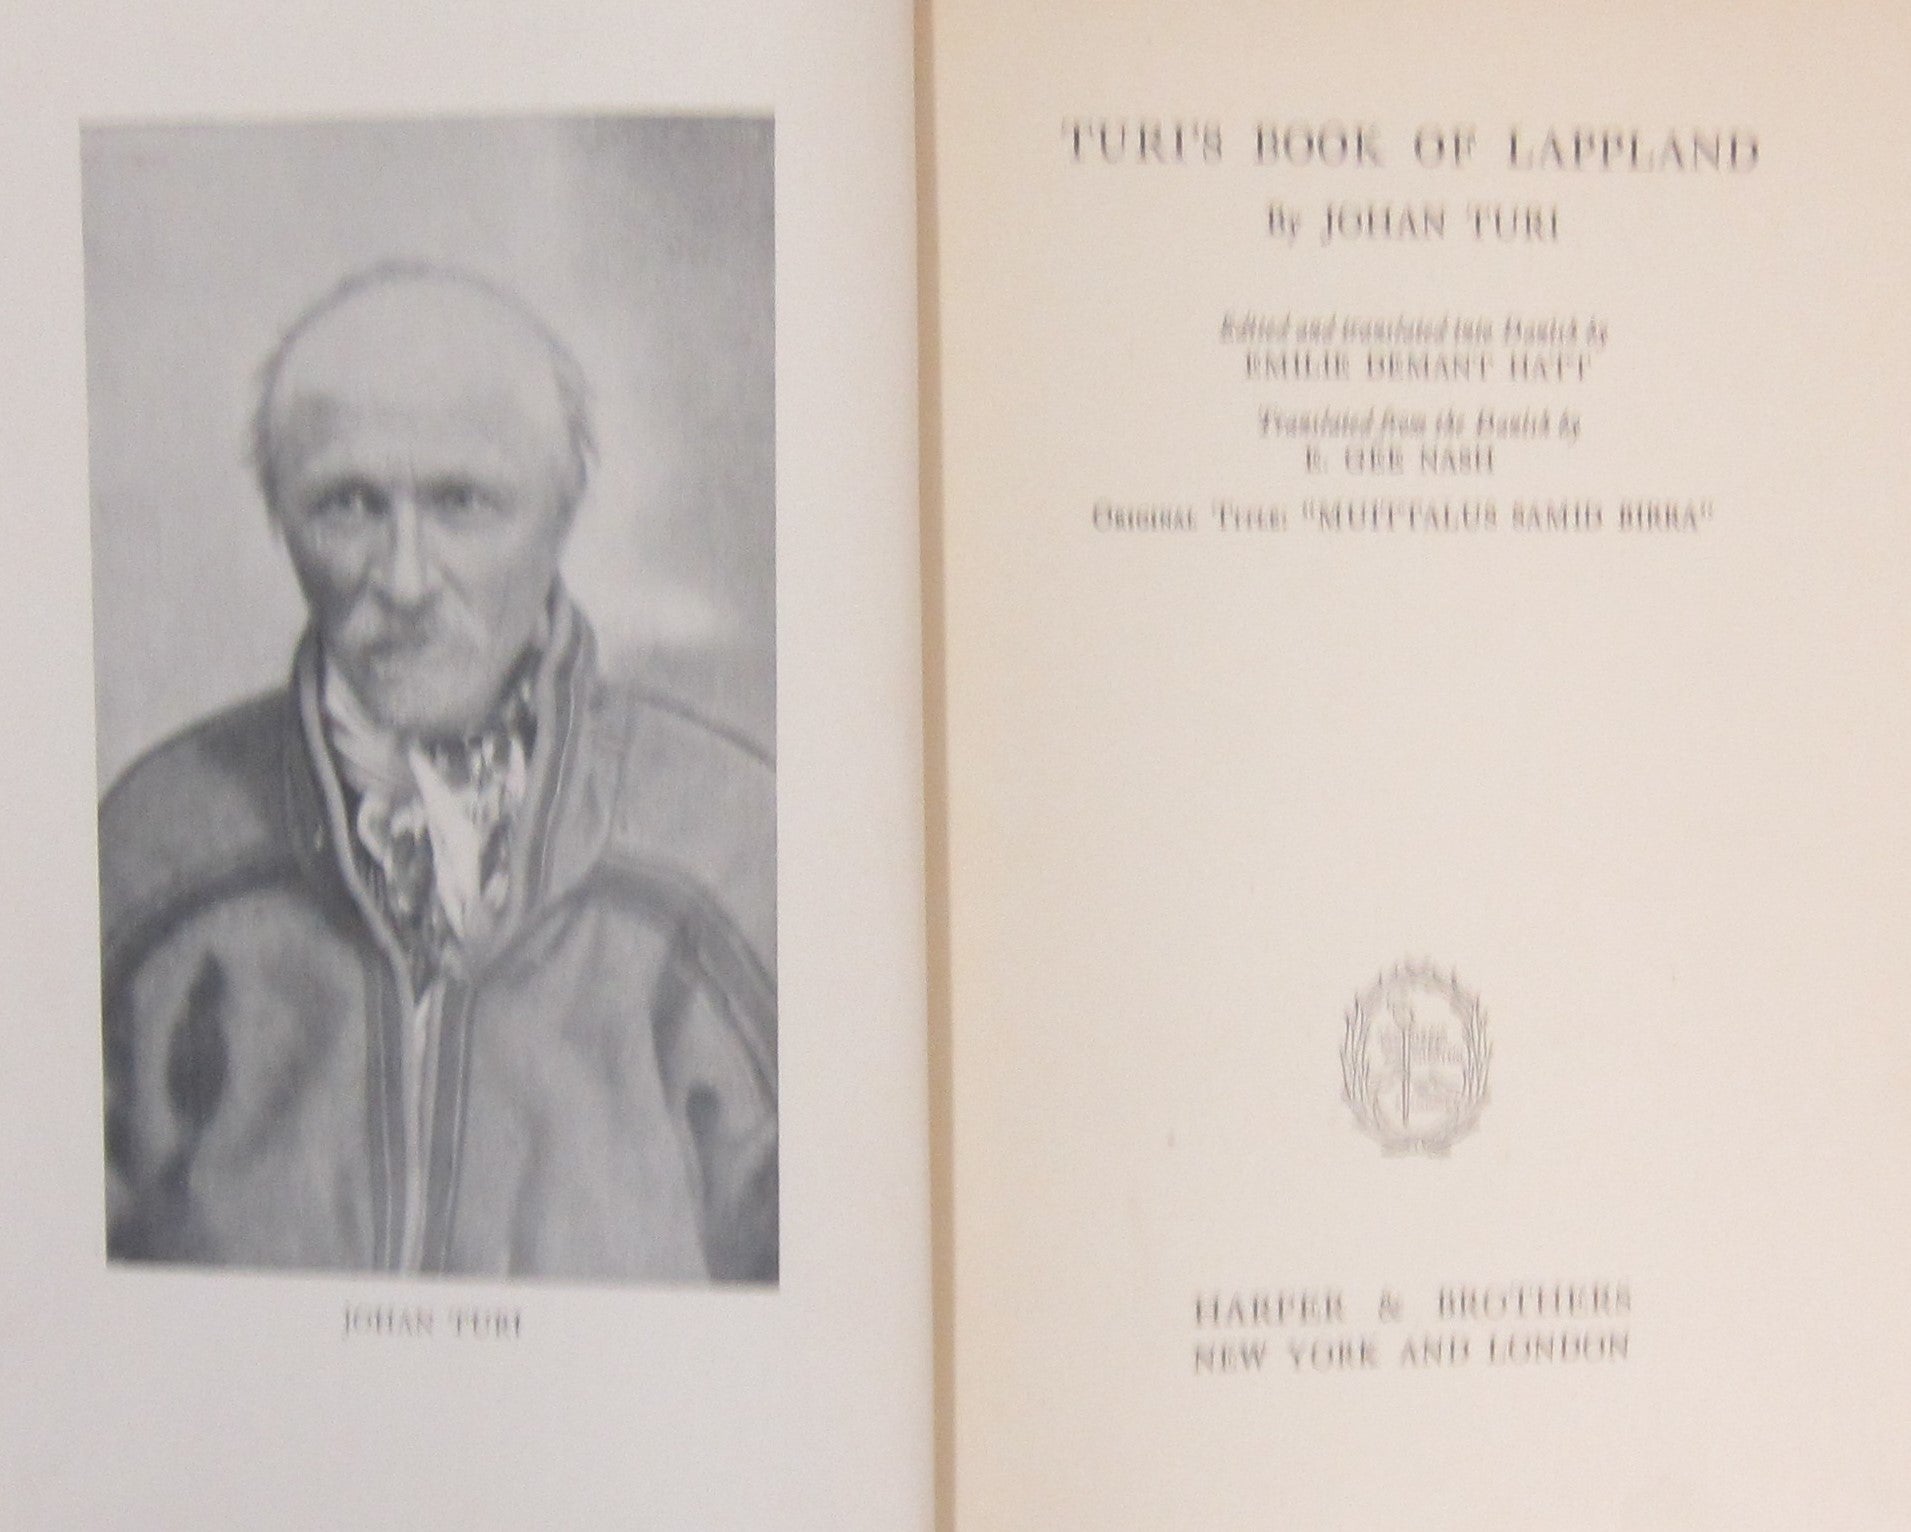 JOHAN TURI
TURI'S BOOK OF LAPPLAND
By JOHAN TURI
Edited and translated into Danish by
EMILIE DEMANT HATT
Translated from the Danish by
E. GEE NASH
ORIGINAL TITLE: "MUITTALUS SAMID BIRRA"
HARPER & BROTHERS
NEW YORK AND LONDON